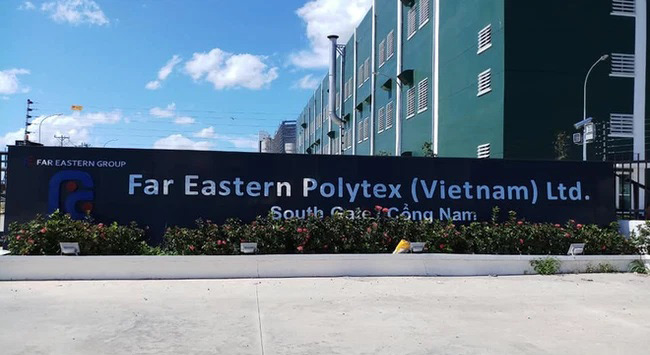 FAR EASTERN GROUP
Far Eastern Polytex (Vietnam) Ltd.
South Gate / Cổng Nam